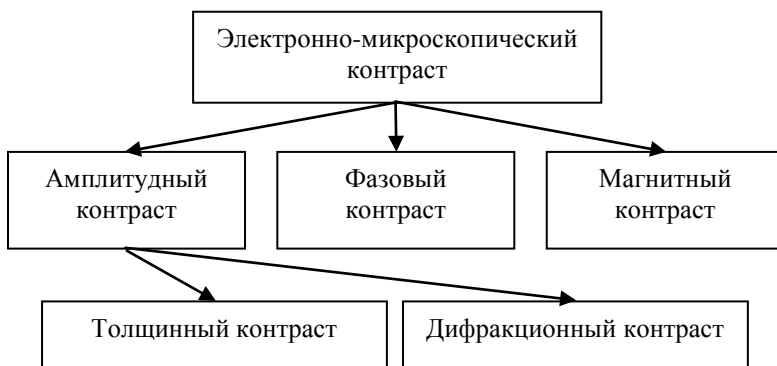 Электронно-микроскопический
контраст
Амплитудный
контраст
Фазовый
контраст
Магнитный
контраст
Толщинный контраст
Дифракционный контраст